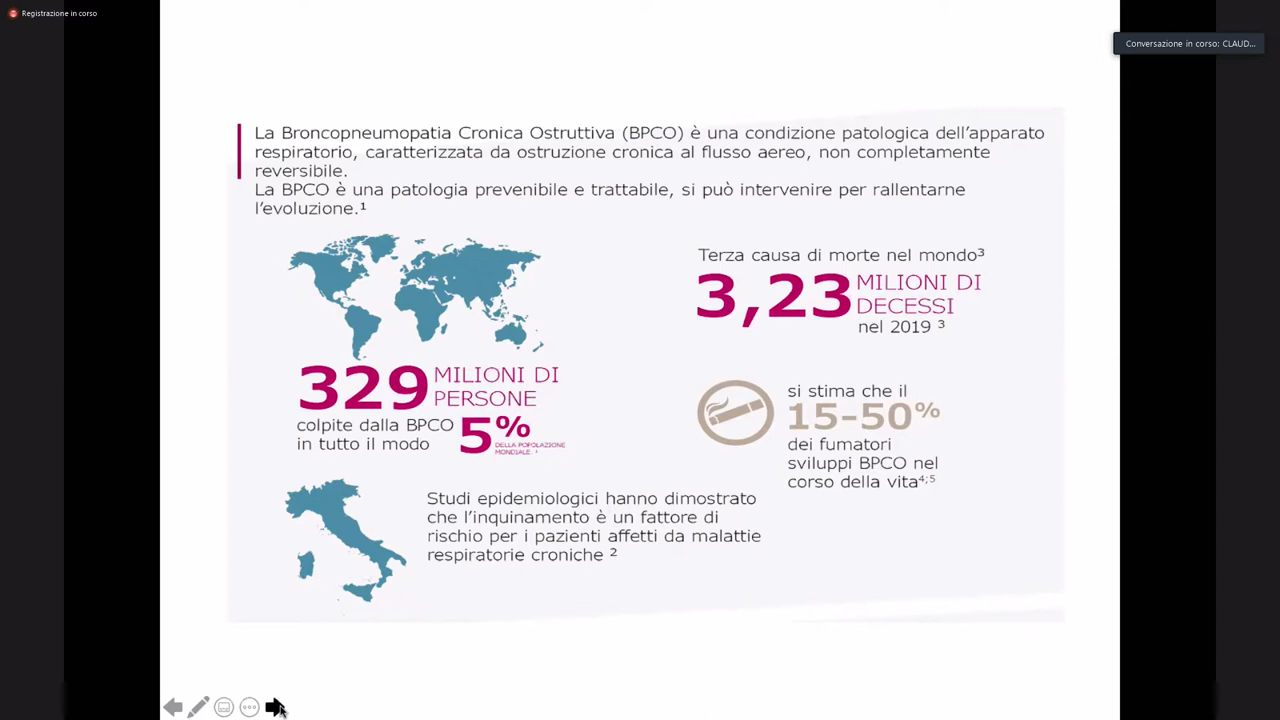 Registrazione in corso
Conversazione in corso: CLAUD...
La Broncopneumopatia Cronica Ostruttiva (BPCO) è una condizione patologica dell'apparato
respiratorio, caratterizzata da ostruzione cronica al flusso aereo, non completamente
reversibile.
La BPCO è una patologia prevenibile e trattabile, si può intervenire per rallentarne
l'evoluzione.¹
329 MILIONI DI
PERSONE
colpite dalla BPCO
in tutto il modo
5%
DELLA POPOLAZIONE
MONDIALE. ¹
Terza causa di morte nel mondo³
3,23 MILIONI DI
DECESSI
nel 2019 ³
si stima che il
15-50%
dei fumatori
sviluppi BPCO nel
corso della vita⁴;⁵
Studi epidemiologici hanno dimostrato
che l'inquinamento è un fattore di
rischio per i pazienti affetti da malattie
respiratorie croniche ²